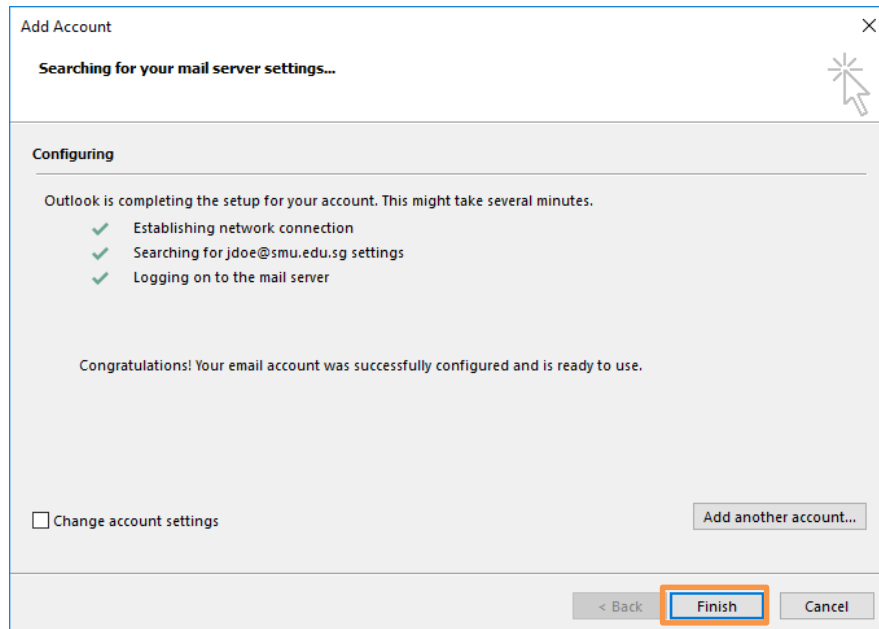 Add Account
Searching for your mail server settings...
Configuring
Outlook is completing the setup for your account. This might take several minutes.
Establishing network connection
Searching for jdoe@smu.edu.sg settings
Logging on to the mail server
Congratulations! Your email account was successfully configured and is ready to use.
Change account settings
Add another account...
< Back
Finish
Cancel